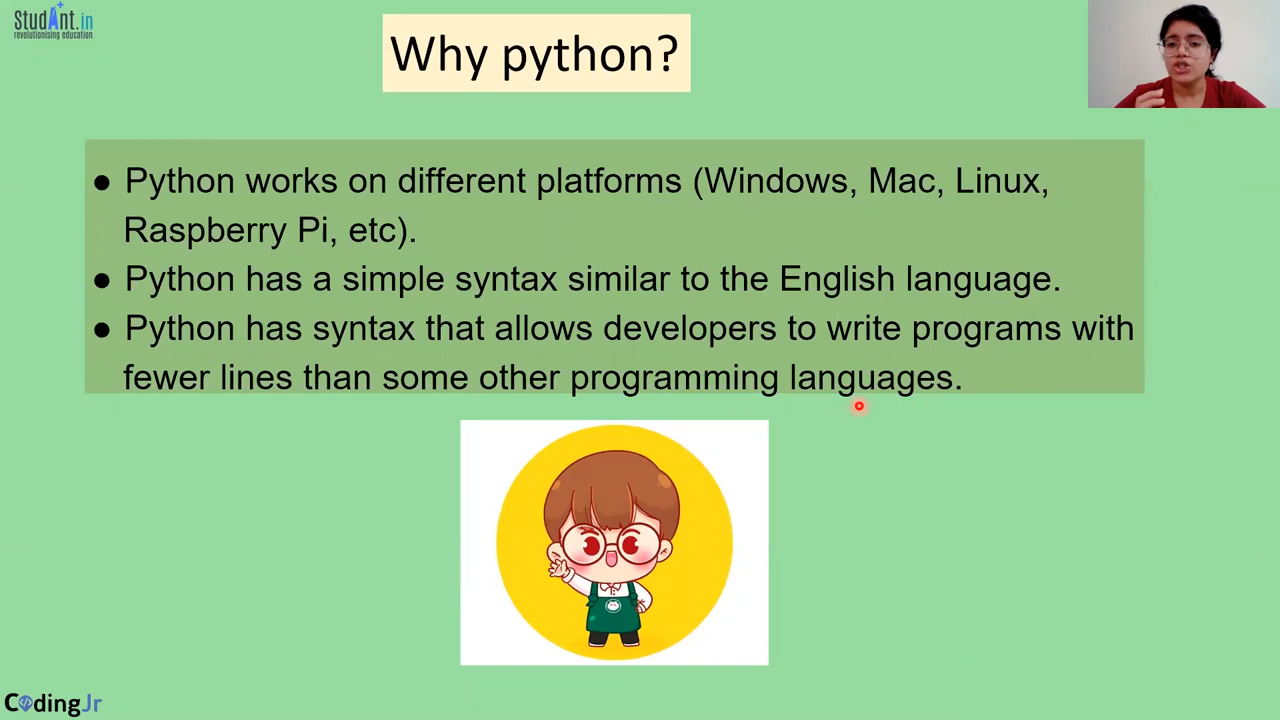 StudAnt.in
revolutionising education
Why python?
● Python works on different platforms (Windows, Mac, Linux,
Raspberry Pi, etc).
● Python has a simple syntax similar to the English language.
● Python has syntax that allows developers to write programs with
fewer lines than some other programming languages.
CodingJr